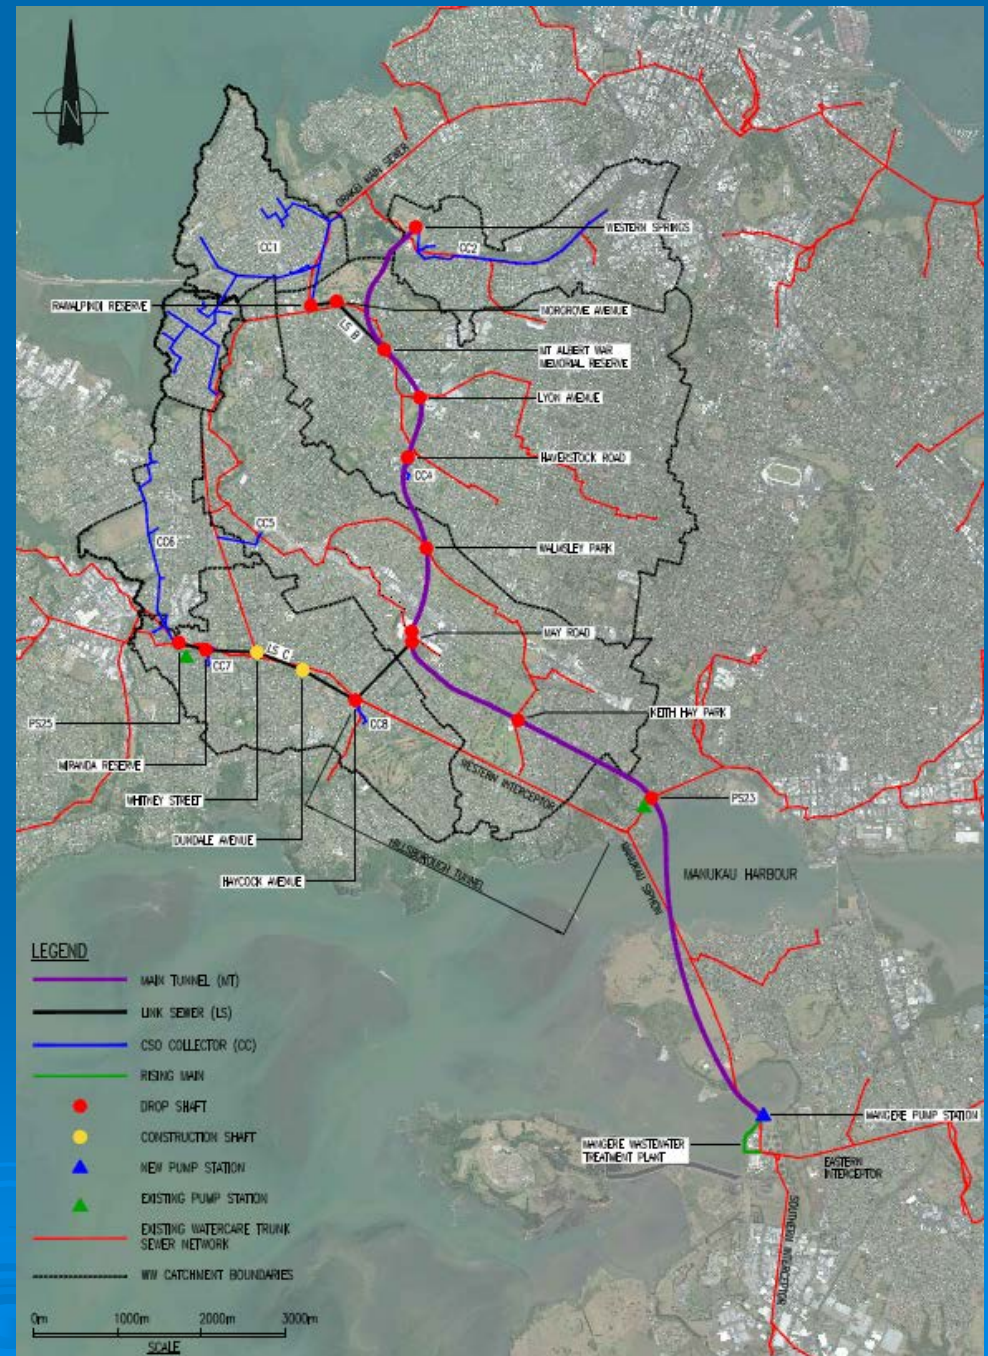 N
ORAKEI MAIN SEWER
WESTERN SPRINGS
CC1
CC2
RAWALPINDI RESERVE
NORGROVE AVENUE
LS B
MT ALBERT WAR
MEMORIAL RESERVE
LYON AVENUE
HAVERSTOCK ROAD
CC4
CC5
CC6
WALMSLEY PARK
MAY ROAD
LS C
CC7
PS25
CC8
KEITH HAY PARK
MIRANDA RESERVE
WESTERN INTERCEPTOR
WHITNEY STREET
PS23
DUNDALE AVENUE
HAYCOCK AVENUE
HILLSBOROUGH TUNNEL
MANUKAU SIPHON
MANUKAU HARBOUR
LEGEND
MAIN TUNNEL (MT)
LINK SEWER (LS)
CSO COLLECTOR (CC)
RISING MAIN
DROP SHAFT
CONSTRUCTION SHAFT
NEW PUMP STATION
EXISTING PUMP STATION
EXISTING WATERCARE TRUNK
SEWER NETWORK
WW CATCHMENT BOUNDARIES
MANGERE PUMP STATION
MANGERE WASTEWATER
TREATMENT PLANT
EASTERN
INTERCEPTOR
SOUTHERN INTERCEPTOR
0m 1000m 2000m 3000m
SCALE